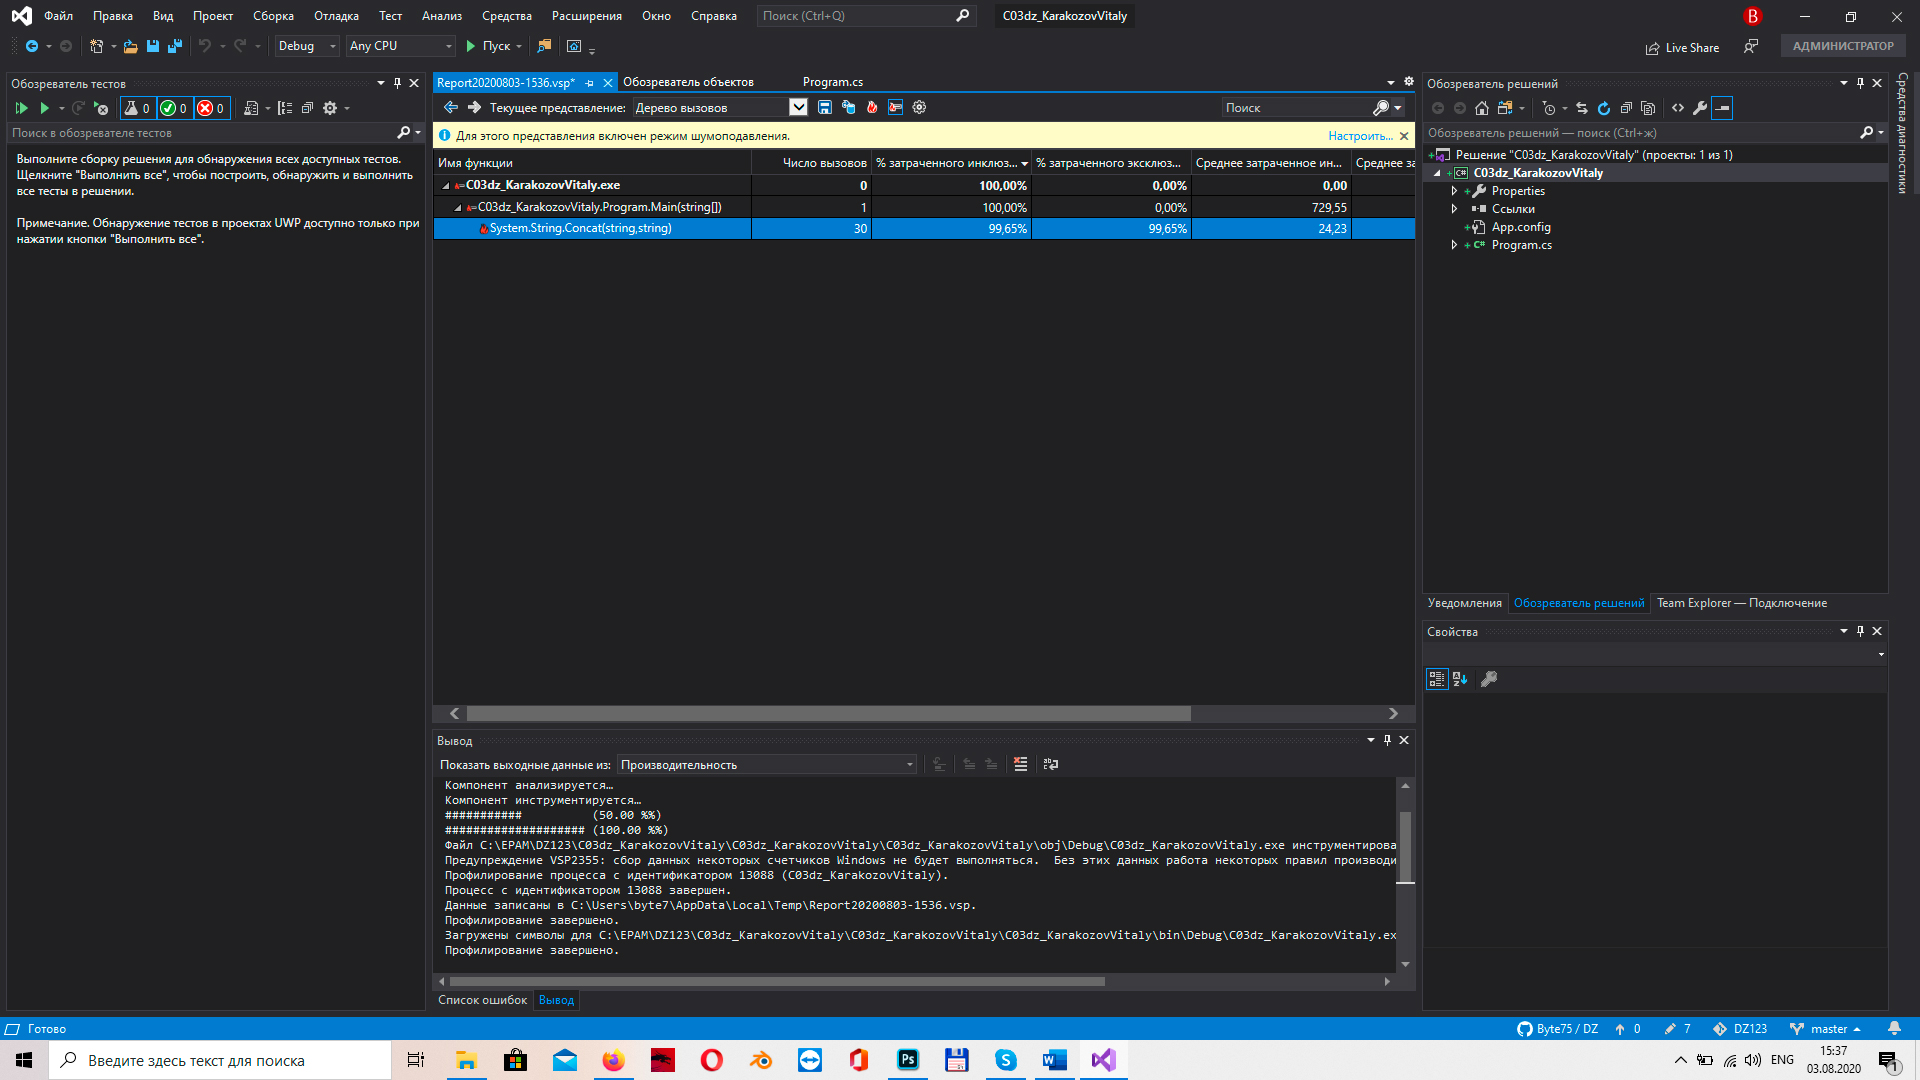 Файл Правка Вид Проект Сборка Отладка Тест Анализ Средства Расширения Окно Справка Поиск (Ctrl+Q) C03dz_KarakozovVitaly B
Debug Any CPU Пуск Live Share АДМИНИСТРАТОР
Обозреватель тестов
0 0 0
Поиск в обозревателе тестов
Выполните сборку решения для обнаружения всех доступных тестов.
Щелкните "Выполнить все", чтобы построить, обнаружить и выполнить
все тесты в решении.
Примечание. Обнаружение тестов в проектах UWP доступно только при
нажатии кнопки "Выполнить все".
Report20200803-1536.vsp* Обозреватель объектов Program.cs
Текущее представление: Дерево вызовов Поиск
Для этого представления включен режим шумоподавления. Настроить...
Имя функции Число вызовов % затраченного инклюз... % затраченного эксклюз... Среднее затраченное ин... Среднее за
C03dz_KarakozovVitaly.exe 0 100,00% 0,00% 0,00
C03dz_KarakozovVitaly.Program.Main(string[]) 1 100,00% 0,00% 729,55
System.String.Concat(string,string) 30 99,65% 99,65% 24,23
Вывод
Показать выходные данные из: Производительность
Компонент анализируется…
Компонент инструментируется…
########### (50.00 %%)
#################### (100.00 %%)
Файл C:\EPAM\DZ123\C03dz_KarakozovVitaly\C03dz_KarakozovVitaly\C03dz_KarakozovVitaly\obj\Debug\C03dz_KarakozovVitaly.exe инструментирова
Предупреждение VSP2355: сбор данных некоторых счетчиков Windows не будет выполняться. Без этих данных работа некоторых правил производи
Профилирование процесса с идентификатором 13088 (C03dz_KarakozovVitaly).
Процесс с идентификатором 13088 завершен.
Данные записаны в C:\Users\byte7\AppData\Local\Temp\Report20200803-1536.vsp.
Профилирование завершено.
Загружены символы для C:\EPAM\DZ123\C03dz_KarakozovVitaly\C03dz_KarakozovVitaly\C03dz_KarakozovVitaly\bin\Debug\C03dz_KarakozovVitaly.ex
Профилирование завершено.
Список ошибок Вывод
Обозреватель решений
Обозреватель решений — поиск (Ctrl+ж)
Решение "C03dz_KarakozovVitaly" (проекты: 1 из 1)
C# C03dz_KarakozovVitaly
Properties
Ссылки
App.config
C# Program.cs
Уведомления Обозреватель решений Team Explorer — Подключение
Свойства
Средства диагностики
Готово Byte75 / DZ 0 7 DZ123 master
Введите здесь текст для поиска Ps S W ENG 15:37
03.08.2020 1